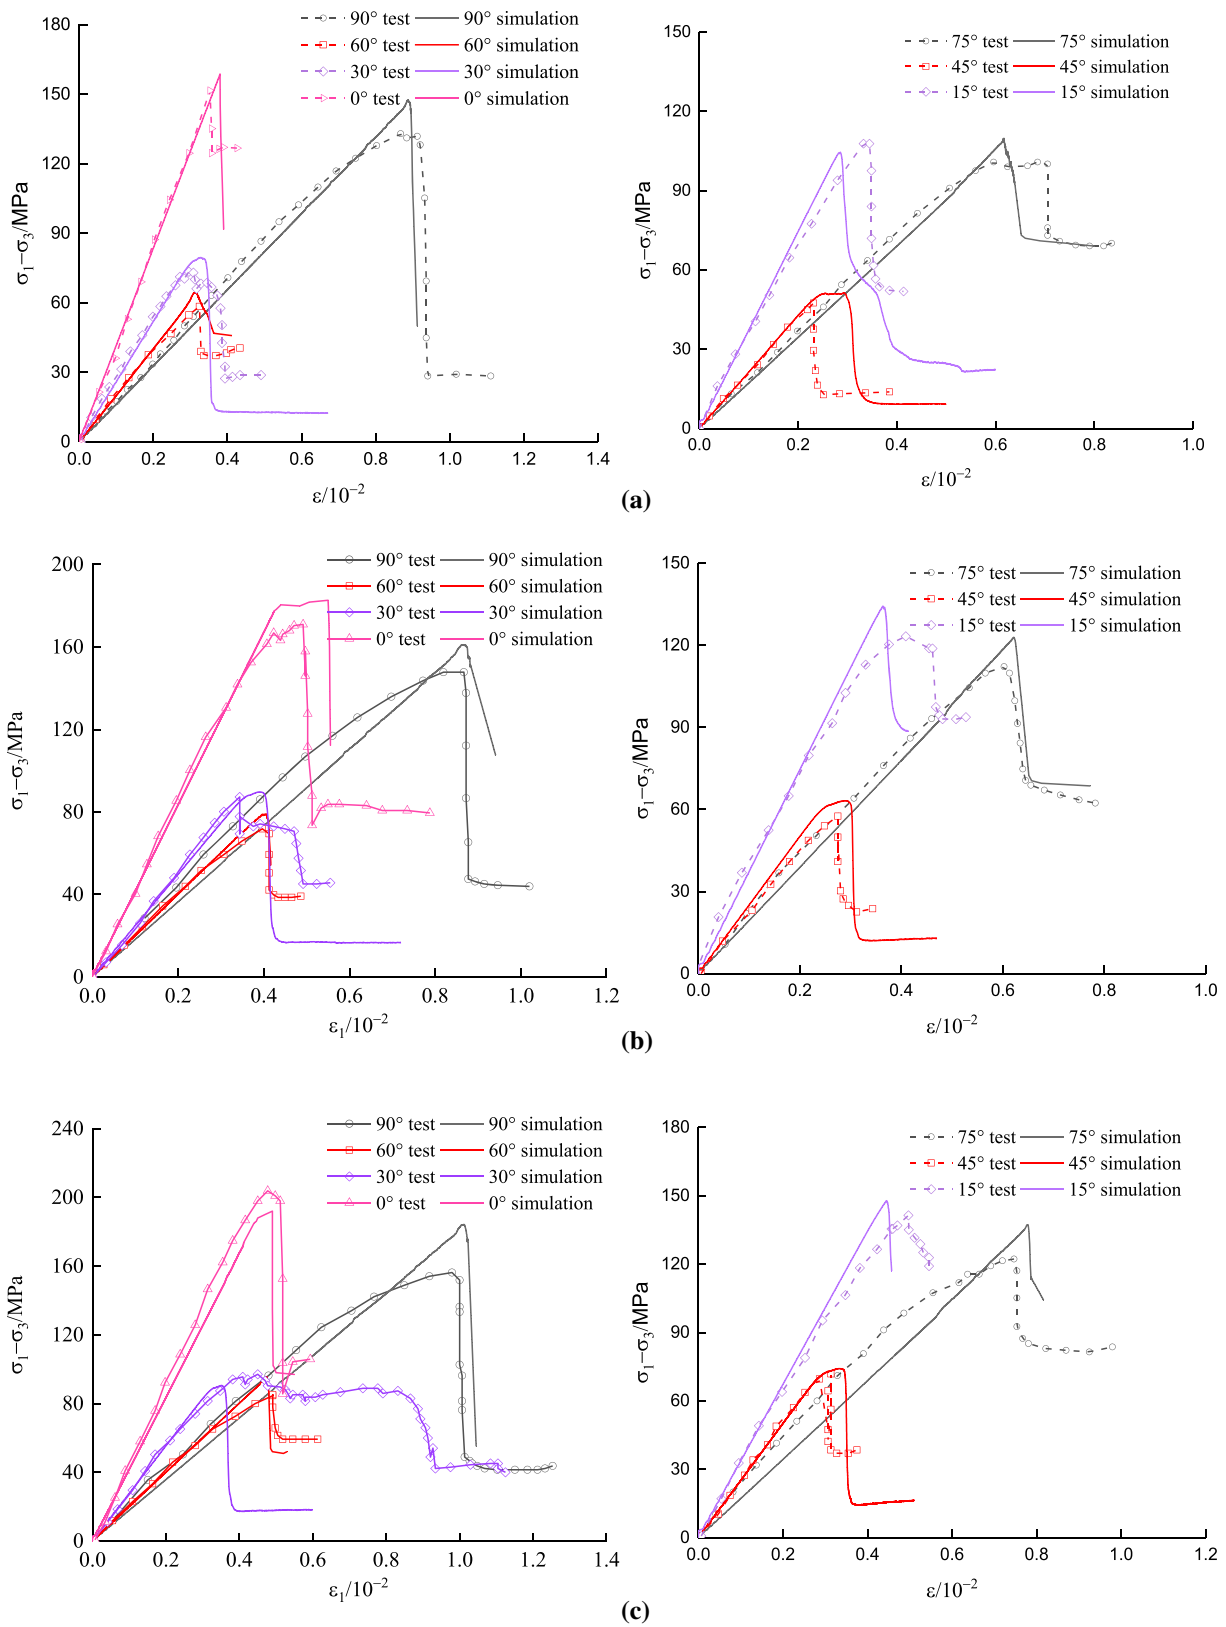 90° test 90° simulation
60° test 60° simulation
30° test 30° simulation
0° test 0° simulation
180
150
120
90
60
30
0
σ₁–σ₃/MPa
0.0 0.2 0.4 0.6 0.8 1.0 1.2 1.4
ε/10⁻²
75° test 75° simulation
45° test 45° simulation
15° test 15° simulation
150
120
90
60
30
0
σ₁–σ₃/MPa
0.0 0.2 0.4 0.6 0.8 1.0
ε/10⁻²
(a)
90° test 90° simulation
60° test 60° simulation
30° test 30° simulation
0° test 0° simulation
200
160
120
80
40
0
σ₁–σ₃/MPa
0.0 0.2 0.4 0.6 0.8 1.0 1.2
ε₁/10⁻²
75° test 75° simulation
45° test 45° simulation
15° test 15° simulation
150
120
90
60
30
0
σ₁–σ₃/MPa
0.0 0.2 0.4 0.6 0.8 1.0
ε/10⁻²
(b)
90° test 90° simulation
60° test 60° simulation
30° test 30° simulation
0° test 0° simulation
240
200
160
120
80
40
0
σ₁–σ₃/MPa
0.0 0.2 0.4 0.6 0.8 1.0 1.2 1.4
ε₁/10⁻²
75° test 75° simulation
45° test 45° simulation
15° test 15° simulation
180
150
120
90
60
30
0
σ₁–σ₃/MPa
0.0 0.2 0.4 0.6 0.8 1.0 1.2
ε/10⁻²
(c)